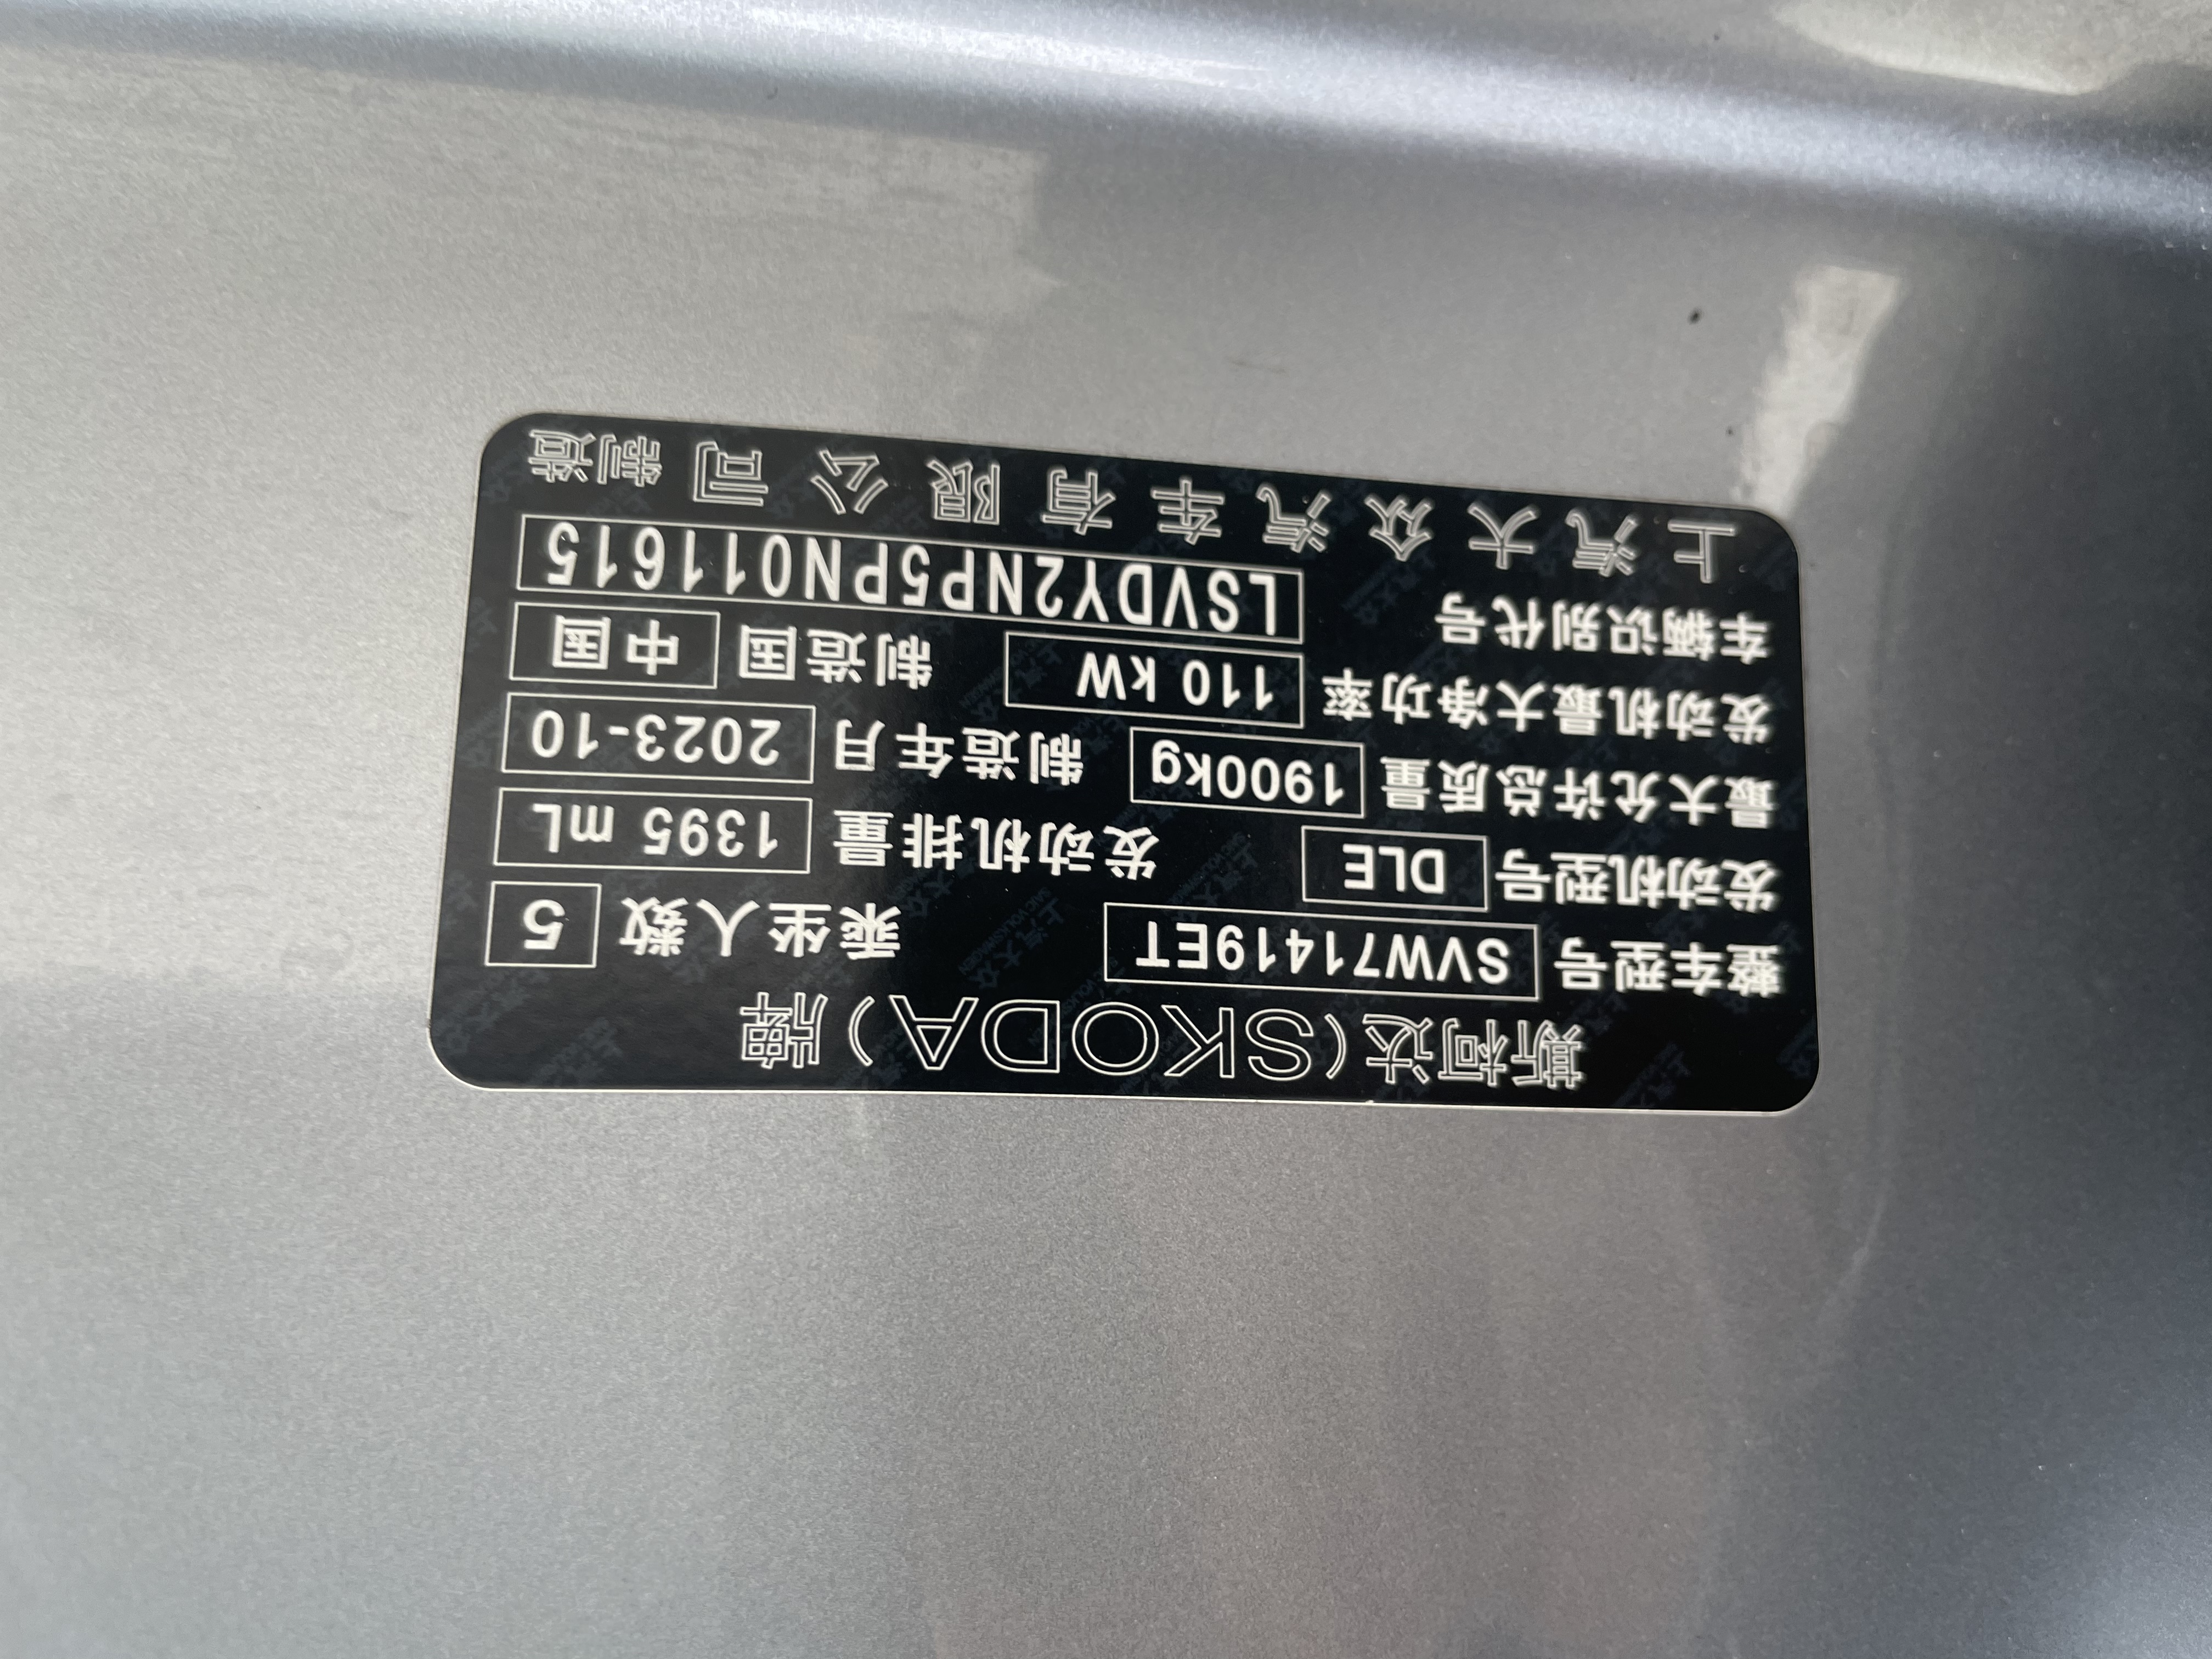 斯柯达(SKODA)牌
整车型号 SVW71419ET 乘坐人数 5
发动机型号 DLE 发动机排量 1395 mL
最大允许总质量 1900kg 制造年月 2023-10
发动机最大净功率 110 kW 制造国 中国
车辆识别代号 LSVDY2NP5PN011615
上汽大众汽车有限公司制造